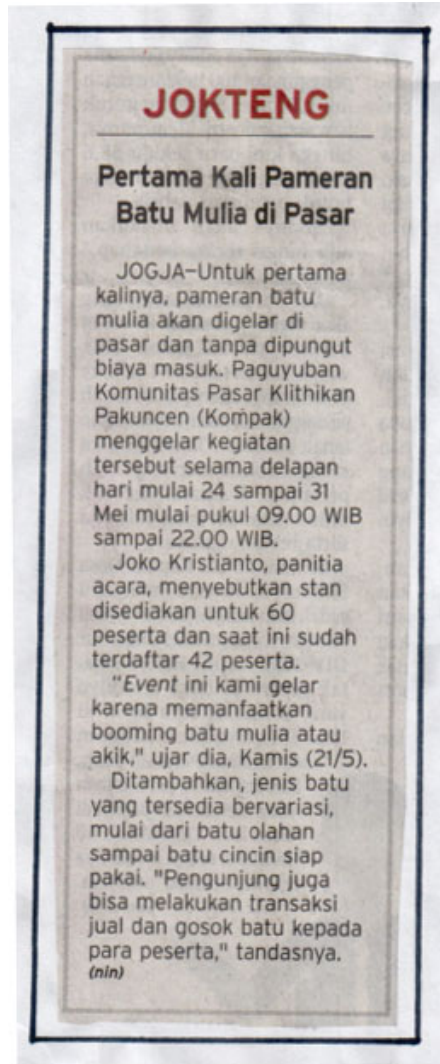 JOKTENG
Pertama Kali Pameran
Batu Mulia di Pasar
JOGJA–Untuk pertama
kalinya, pameran batu
mulia akan digelar di
pasar dan tanpa dipungut
biaya masuk. Paguyuban
Komunitas Pasar Klithikan
Pakuncen (Kompak)
menggelar kegiatan
tersebut selama delapan
hari mulai 24 sampai 31
Mei mulai pukul 09.00 WIB
sampai 22.00 WIB.
Joko Kristianto, panitia
acara, menyebutkan stan
disediakan untuk 60
peserta dan saat ini sudah
terdaftar 42 peserta.
"Event ini kami gelar
karena memanfaatkan
booming batu mulia atau
akik," ujar dia, Kamis (21/5).
Ditambahkan, jenis batu
yang tersedia bervariasi,
mulai dari batu olahan
sampai batu cincin siap
pakai. "Pengunjung juga
bisa melakukan transaksi
jual dan gosok batu kepada
para peserta," tandasnya.
(nin)